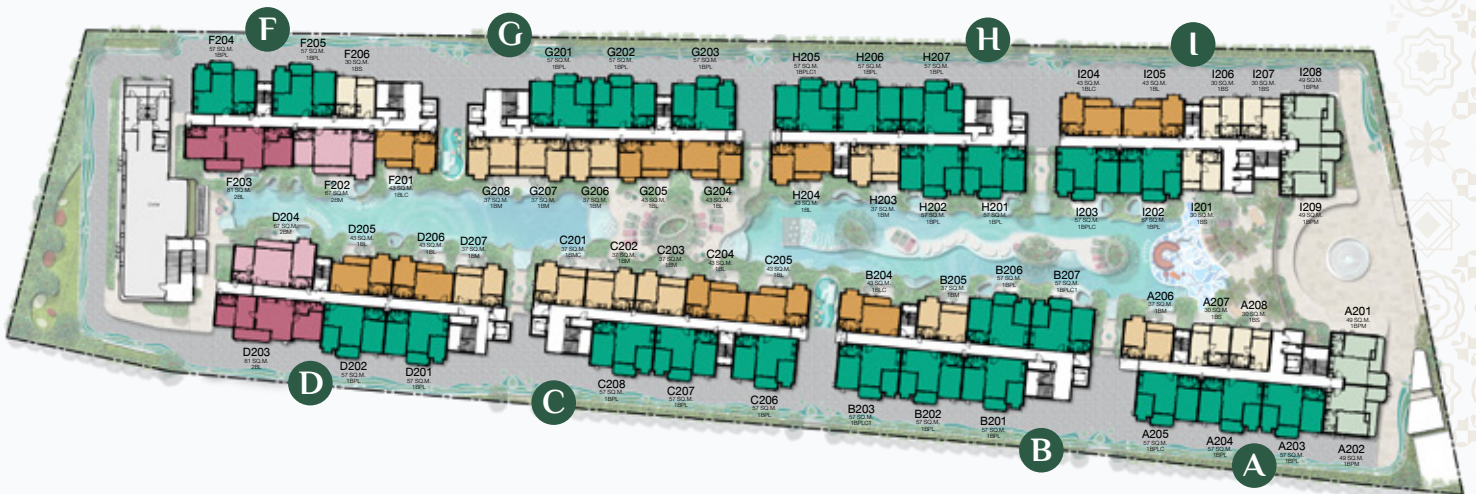 F
G
H
I
F204
57 SQ.M.
1BPL
F205
57 SQ.M.
1BPL
F206
30 SQ.M.
1BS
G201
57 SQ.M.
1BPL
G202
57 SQ.M.
1BPL
G203
57 SQ.M.
1BPL
H205
57 SQ.M.
1BPLC1
H206
57 SQ.M.
1BPL
H207
57 SQ.M.
1BPL
I204
43 SQ.M.
1BLC
I205
43 SQ.M.
1BL
I206
30 SQ.M.
1BS
I207
30 SQ.M.
1BS
I208
49 SQ.M.
1BPM
F203
81 SQ.M.
2BL
F202
67 SQ.M.
2BM
F201
43 SQ.M.
1BLC
G208
37 SQ.M.
1BM
G207
37 SQ.M.
1BM
G206
37 SQ.M.
1BM
G205
43 SQ.M.
1BL
G204
43 SQ.M.
1BL
H204
43 SQ.M.
1BL
H203
37 SQ.M.
1BM
H202
57 SQ.M.
1BPL
H201
57 SQ.M.
1BPL
I203
57 SQ.M.
1BPLC
I202
57 SQ.M.
1BPL
I201
30 SQ.M.
1BS
I209
49 SQ.M.
1BPM
D204
67 SQ.M.
2BM
D205
43 SQ.M.
1BL
D206
43 SQ.M.
1BL
D207
37 SQ.M.
1BM
C201
37 SQ.M.
1BMC
C202
37 SQ.M.
1BM
C203
37 SQ.M.
1BM
C204
43 SQ.M.
1BL
C205
43 SQ.M.
1BL
B204
43 SQ.M.
1BLC
B205
37 SQ.M.
1BM
B206
57 SQ.M.
1BPL
B207
57 SQ.M.
1BPLC1
A206
37 SQ.M.
1BM
A207
30 SQ.M.
1BS
A208
30 SQ.M.
1BS
A201
49 SQ.M.
1BPM
D203
81 SQ.M.
2BL
D202
57 SQ.M.
1BPL
D201
57 SQ.M.
1BPL
C208
57 SQ.M.
1BPL
C207
57 SQ.M.
1BPL
C206
57 SQ.M.
1BPL
B203
57 SQ.M.
1BPLC1
B202
57 SQ.M.
1BPL
B201
57 SQ.M.
1BPL
A205
57 SQ.M.
1BPLC
A204
57 SQ.M.
1BPL
A203
57 SQ.M.
1BPL
A202
49 SQ.M.
1BPM
D
C
B
A